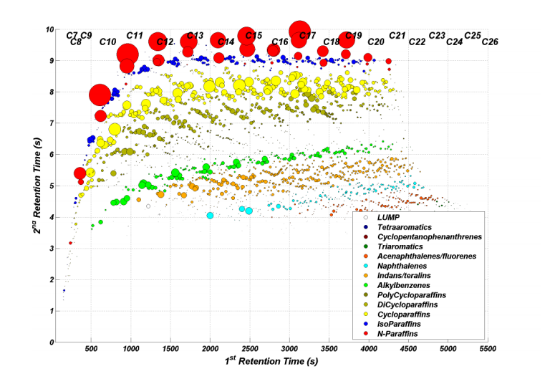 10
9
8
7
6
5
4
3
2
1
0
C7 C9 C11 C13 C15 C17 C19 C21 C23 C25
C8 C10 C12 C14 C16 C18 C20 C22 C24 C26
2nd Retention Time (s)
LUMP
Tetraaromatics
Cyclopentanophenanthrenes
Triaromatics
Acenaphthalenes/fluorenes
Naphthalenes
Indans/toralins
Alkylbenzenes
PolyCycloparaffins
DiCycloparaffins
Cycloparaffins
IsoParaffins
N-Paraffins
500 1000 1500 2000 2500 3000 3500 4000 4500 5000 5500
1st Retention Time (s)